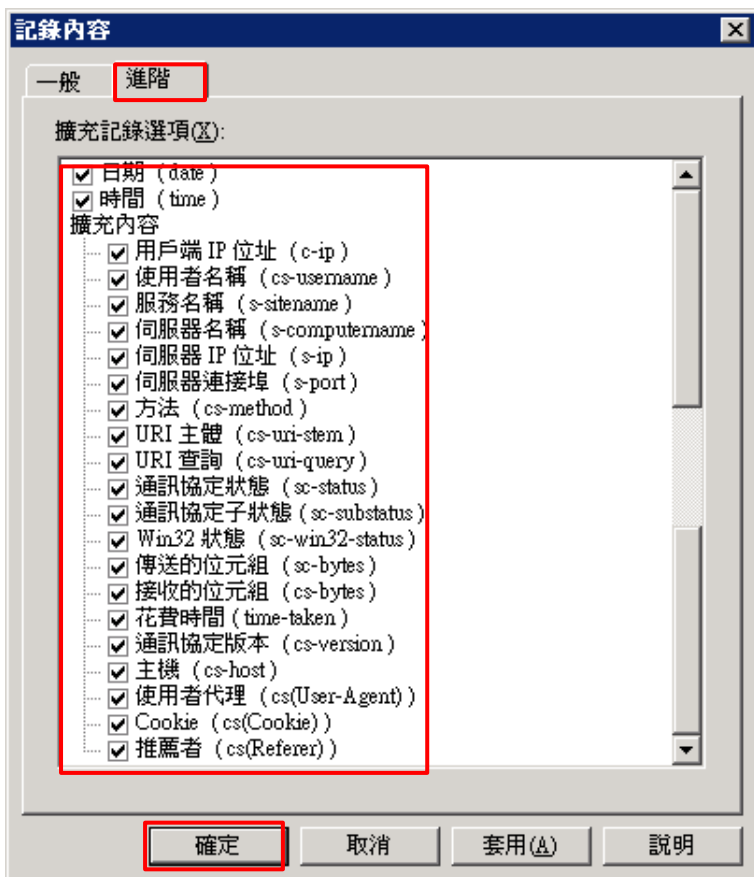 記錄內容
一般 進階
擴充記錄選項(X):
日期 (date)
時間 (time)
擴充內容
用戶端 IP 位址 (c-ip)
使用者名稱 (cs-username)
服務名稱 (s-sitename)
伺服器名稱 (s-computername)
伺服器 IP 位址 (s-ip)
伺服器連接埠 (s-port)
方法 (cs-method)
URI 主體 (cs-uri-stem)
URI 查詢 (cs-uri-query)
通訊協定狀態 (sc-status)
通訊協定子狀態 (sc-substatus)
Win32 狀態 (sc-win32-status)
傳送的位元組 (sc-bytes)
接收的位元組 (cs-bytes)
花費時間 (time-taken)
通訊協定版本 (cs-version)
主機 (cs-host)
使用者代理 (cs(User-Agent))
Cookie (cs(Cookie))
推薦者 (cs(Referer))
確定 取消 套用(A) 說明